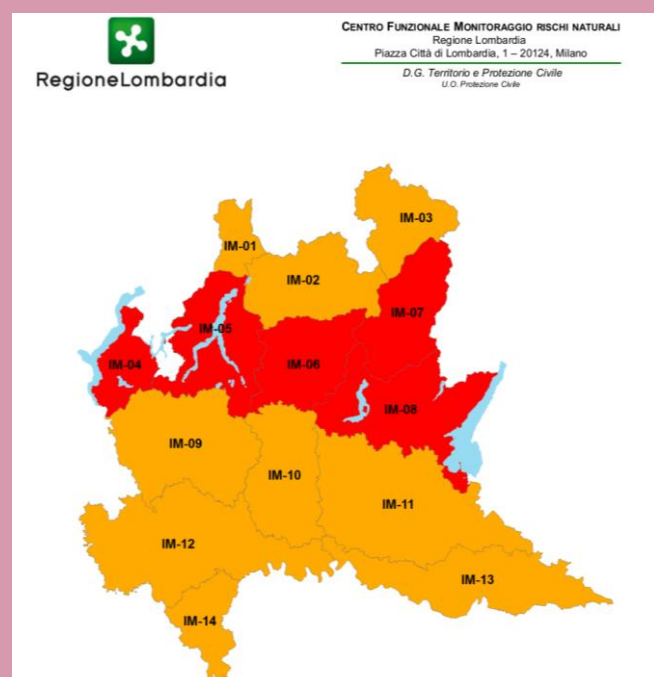 RegioneLombardia
CENTRO FUNZIONALE MONITORAGGIO RISCHI NATURALI
Regione Lombardia
Piazza Città di Lombardia, 1 – 20124, Milano
D.G. Territorio e Protezione Civile
U.O. Protezione Civile
IM-03
IM-01
IM-02
IM-07
IM-05
IM-04
IM-06
IM-08
IM-09
IM-10
IM-11
IM-12
IM-13
IM-14